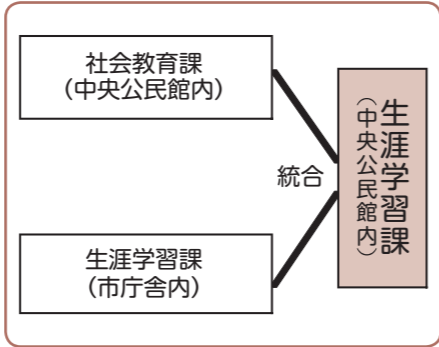 社会教育課
（中央公民館内）
統合
生涯学習課
（市庁舎内）
生涯学習課
（中央公民館内）